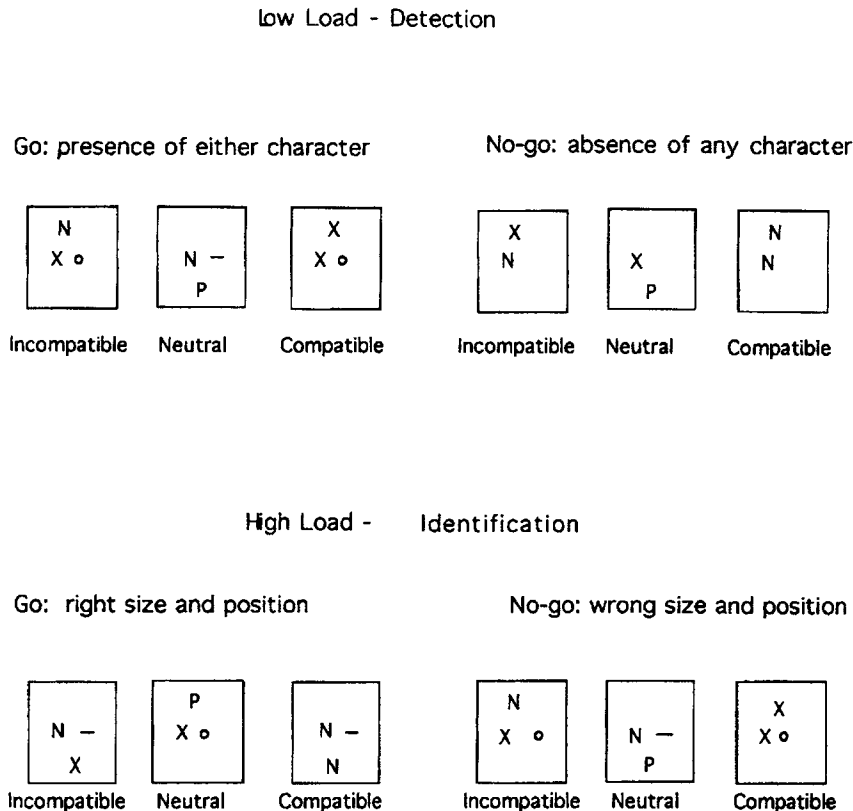 Low Load - Detection
Go: presence of either character
No-go: absence of any character
N
X o
N –
P
X
X o
X
N
X
P
N
N
Incompatible Neutral Compatible
Incompatible Neutral Compatible
High Load - Identification
Go: right size and position
No-go: wrong size and position
N –
X
P
X o
N –
N
N
X o
N –
P
X
X o
Incompatible Neutral Compatible
Incompatible Neutral Compatible